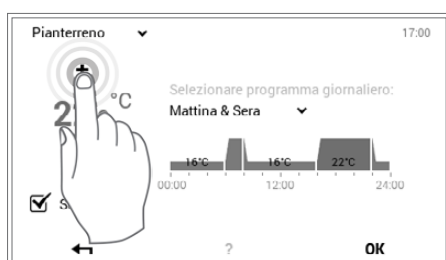 Pianterreno
17:00
+
°C
Selezionare programma giornaliero:
Mattina & Sera
16°C 16°C 22°C
00:00 12:00 24:00
? OK